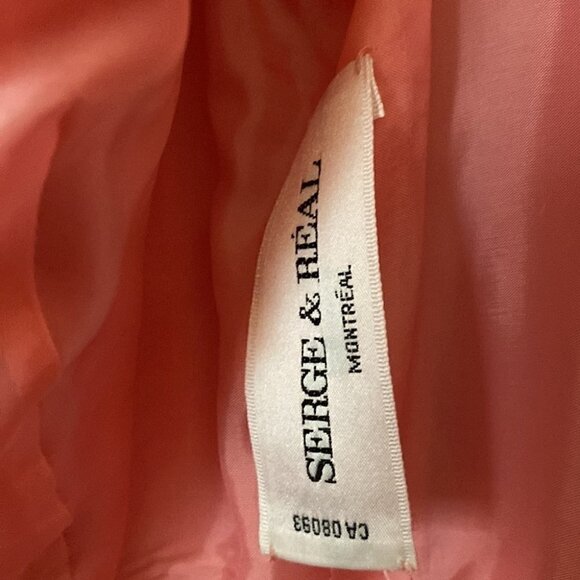 SERGE & RÉAL
MONTRÉAL
CA 08093